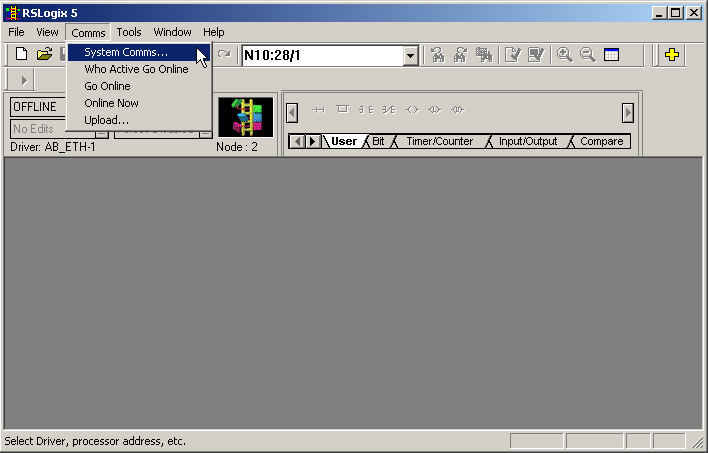 RSLogix 5
File View Comms Tools Window Help
System Comms...
Who Active Go Online
Go Online
Online Now
Upload...
N10:28/1
OFFLINE
No Edits
Driver: AB_ETH-1
Node : 2
User Bit Timer/Counter Input/Output Compare
Select Driver, processor address, etc.